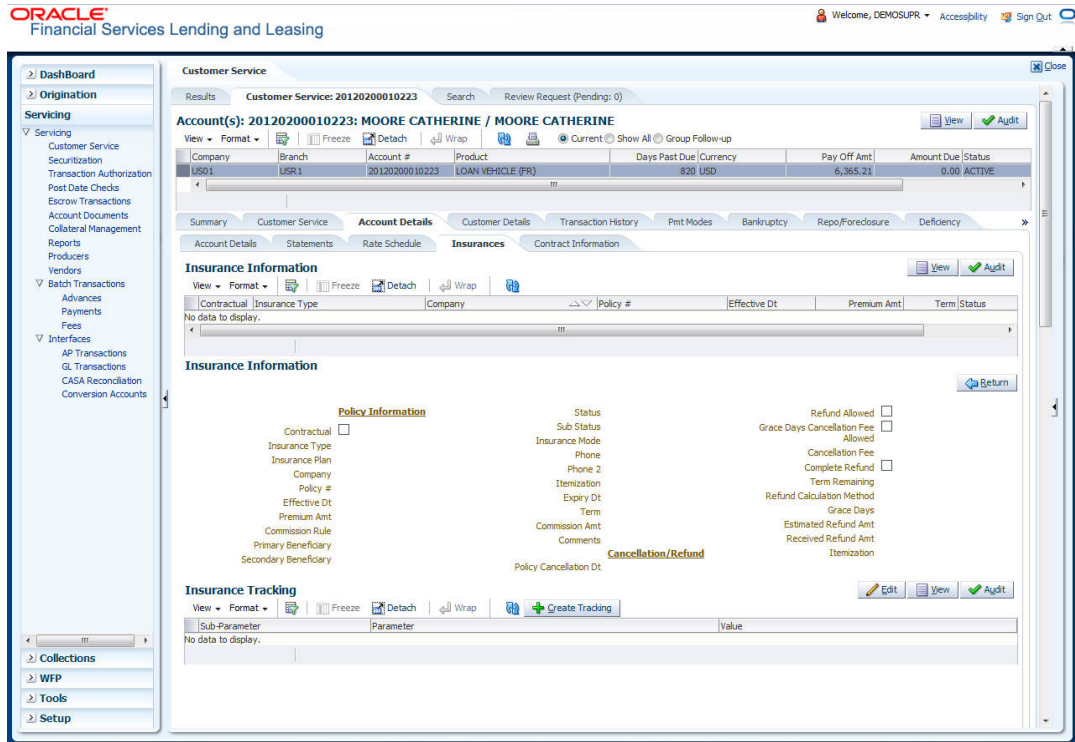 ORACLE
Financial Services Lending and Leasing
Welcome, DEMOSUPR Accessibility Sign Out
Close
DashBoard
Origination
Servicing
Servicing
Customer Service
Securitization
Transaction Authorization
Post Date Checks
Escrow Transactions
Account Documents
Collateral Management
Reports
Producers
Vendors
Batch Transactions
Advances
Payments
Fees
Interfaces
AP Transactions
GL Transactions
CASA Reconciliation
Conversion Accounts
Collections
WFP
Tools
Setup
Customer Service
Results Customer Service: 20120200010223 Search Review Request (Pending: 0)
Account(s): 20120200010223: MOORE CATHERINE / MOORE CATHERINE
View Audit
View Format Freeze Detach Wrap Current Show All Group Follow-up
Company Branch Account # Product Days Past Due Currency Pay Off Amt Amount Due Status
US01 USR1 20120200010223 LOAN VEHICLE (FR) 820 USD 6,365.21 0.00 ACTIVE
Summary Customer Service Account Details Customer Details Transaction History Pmt Modes Bankruptcy Repo/Foreclosure Deficiency »
Account Details Statements Rate Schedule Insurances Contract Information
Insurance Information
View Audit
View Format Freeze Detach Wrap
Contractual Insurance Type Company Policy # Effective Dt Premium Amt Term Status
No data to display.
Insurance Information
Return
Policy Information
Contractual
Insurance Type
Insurance Plan
Company
Policy #
Effective Dt
Premium Amt
Commission Rule
Primary Beneficiary
Secondary Beneficiary
Status
Sub Status
Insurance Mode
Phone
Phone 2
Itemization
Expiry Dt
Term
Commission Amt
Comments
Cancellation/Refund
Policy Cancellation Dt
Refund Allowed
Grace Days Cancellation Fee
Allowed
Cancellation Fee
Complete Refund
Term Remaining
Refund Calculation Method
Grace Days
Estimated Refund Amt
Received Refund Amt
Itemization
Insurance Tracking
Edit View Audit
View Format Freeze Detach Wrap Create Tracking
Sub-Parameter Parameter Value
No data to display.